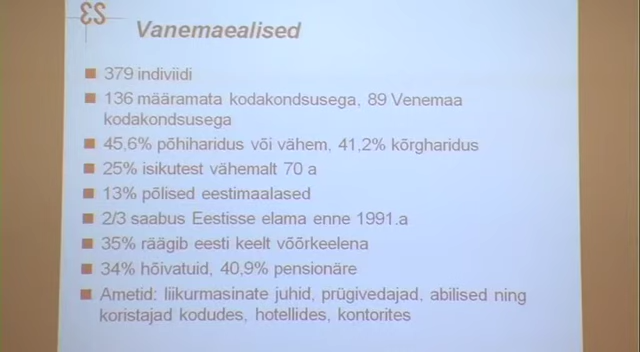 Vanemaealised
379 indiviidi
136 määramata kodakondsusega, 89 Venemaa
kodakondsusega
45,6% põhiharidus või vähem, 41,2% kõrgharidus
25% isikutest vähemalt 70 a
13% põlised eestimaalased
2/3 saabus Eestisse elama enne 1991.a
35% räägib eesti keelt võõrkeelena
34% hõivatuid, 40,9% pensionäre
Ametid: liikurmasinate juhid, prügivedajad, abilised ning
koristajad kodudes, hotellides, kontorites